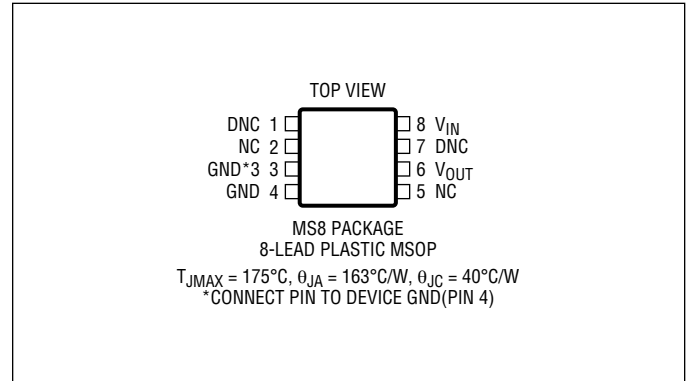 TOP VIEW
DNC 1 8 VIN
NC 2 7 DNC
GND*3 3 6 VOUT
GND 4 5 NC
MS8 PACKAGE
8-LEAD PLASTIC MSOP
TJMAX = 175°C, θJA = 163°C/W, θJC = 40°C/W
*CONNECT PIN TO DEVICE GND(PIN 4)